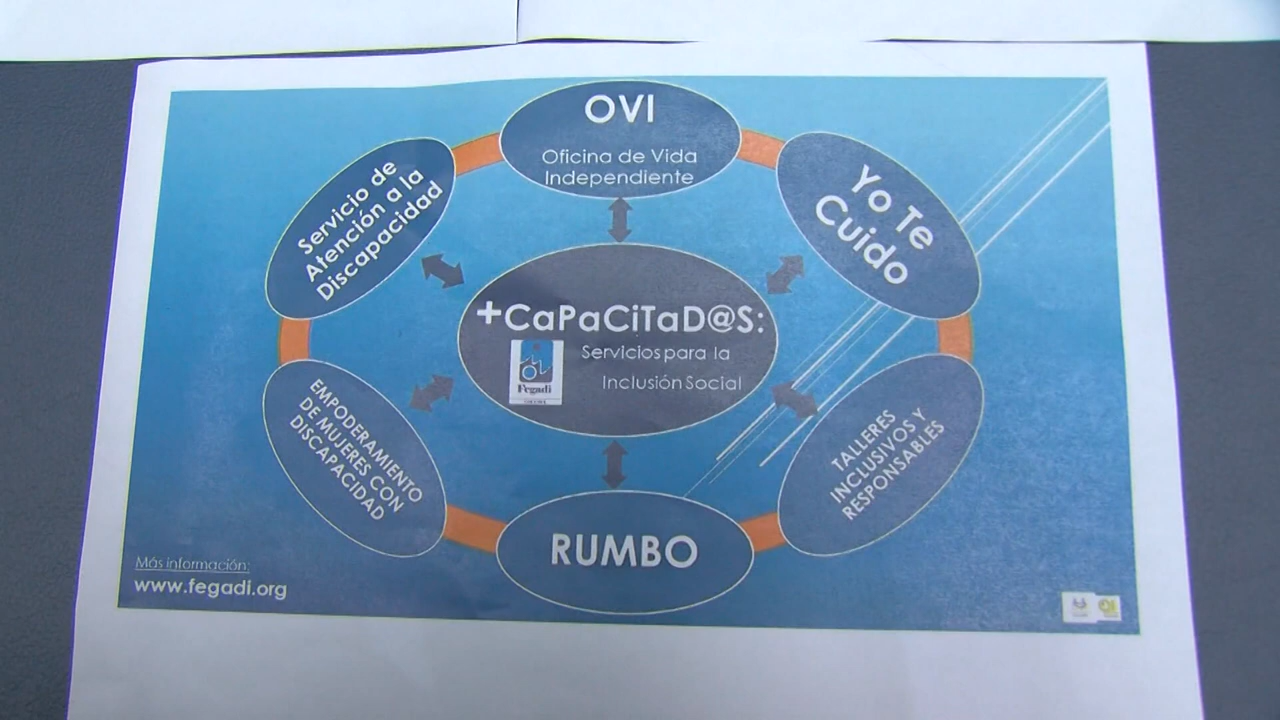 OVI
Oficina de Vida
Independiente
Servicio de
Atención a la
Discapacidad
Yo Te
Cuido
+CaPaCiTaD@S:
Servicios para la
Inclusión Social
Fegadi
EMPODERAMIENTO
DE MUJERES CON
DISCAPACIDAD
TALLERES
INCLUSIVOS Y
RESPONSABLES
RUMBO
Más información:
www.fegadi.org